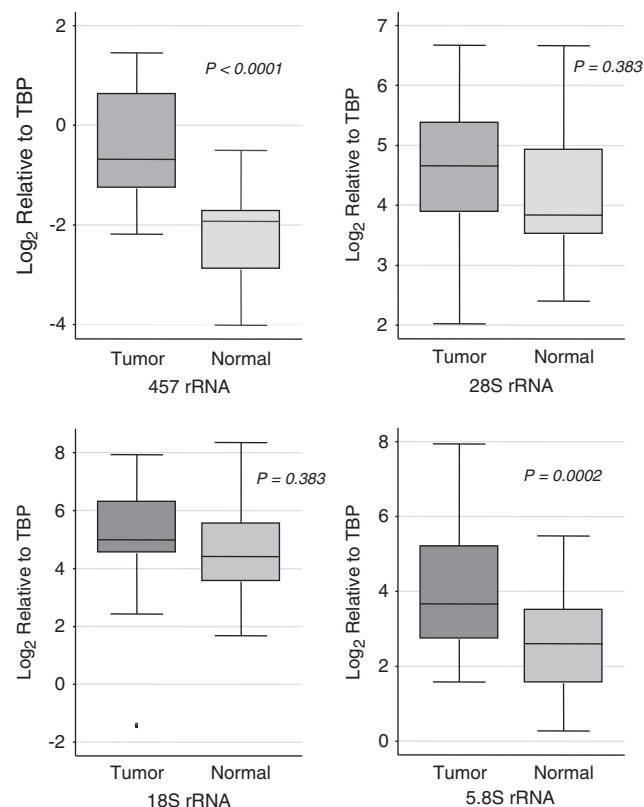 2
0
-2
-4
Log2 Relative to TBP
P < 0.0001
Tumor Normal
457 rRNA
7
6
5
4
3
2
Log2 Relative to TBP
P = 0.383
Tumor Normal
28S rRNA
8
6
4
2
0
-2
Log2 Relative to TBP
P = 0.383
Tumor Normal
18S rRNA
8
6
4
2
0
Log2 Relative to TBP
P = 0.0002
Tumor Normal
5.8S rRNA